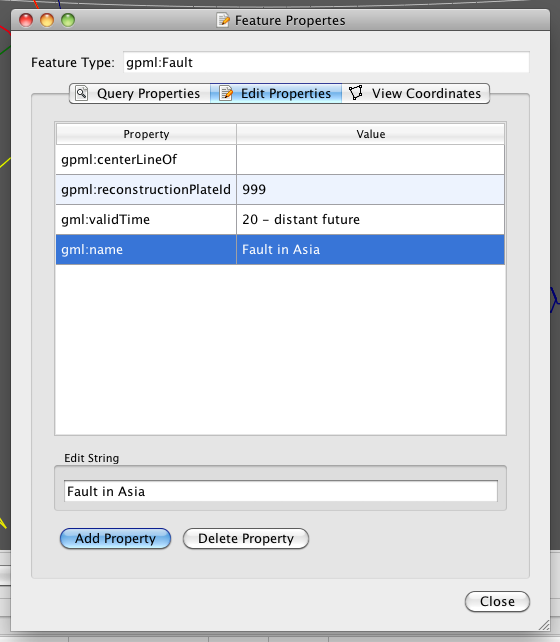 Feature Propertes
Feature Type: gpml:Fault
Query Properties Edit Properties View Coordinates
Property Value
gpml:centerLineOf
gpml:reconstructionPlateId 999
gml:validTime 20 - distant future
gml:name Fault in Asia
Edit String
Fault in Asia
Add Property Delete Property
Close